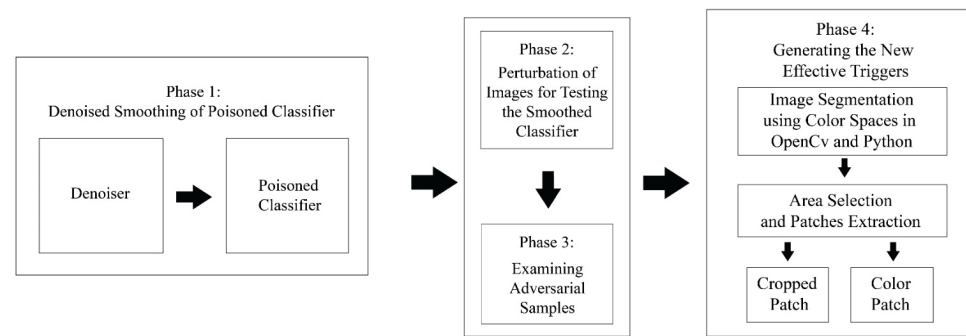 Phase 1:
Denoised Smoothing of Poisoned Classifier
Denoiser
Poisoned
Classifier
Phase 2:
Perturbation of
Images for Testing
the Smoothed
Classifier
Phase 3:
Examining
Adversarial
Samples
Phase 4:
Generating the New
Effective Triggers
Image Segmentation
using Color Spaces in
OpenCv and Python
Area Selection
and Patches Extraction
Cropped
Patch
Color
Patch